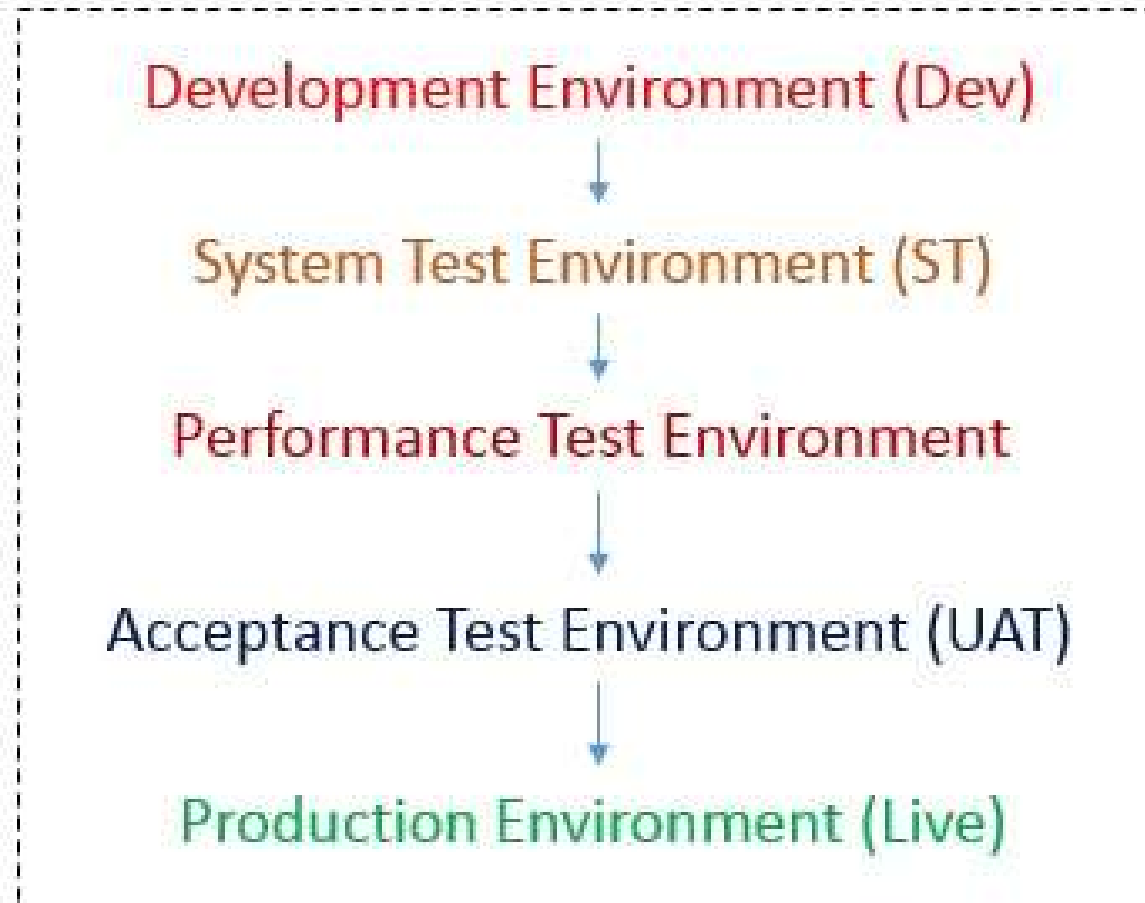 Development Environment (Dev)
System Test Environment (ST)
Performance Test Environment
Acceptance Test Environment (UAT)
Production Environment (Live)